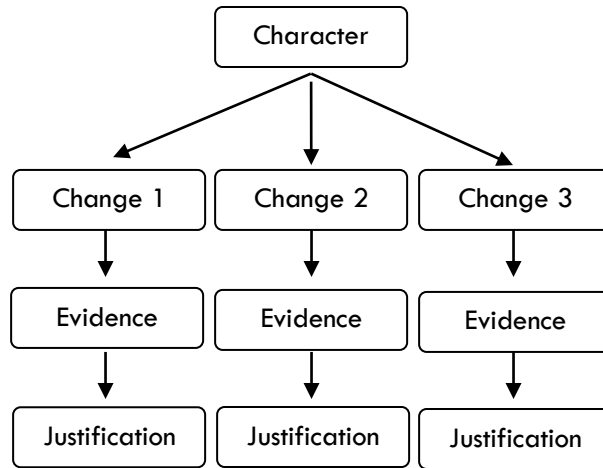 Character
Change 1
Change 2
Change 3
Evidence
Evidence
Evidence
Justification
Justification
Justification